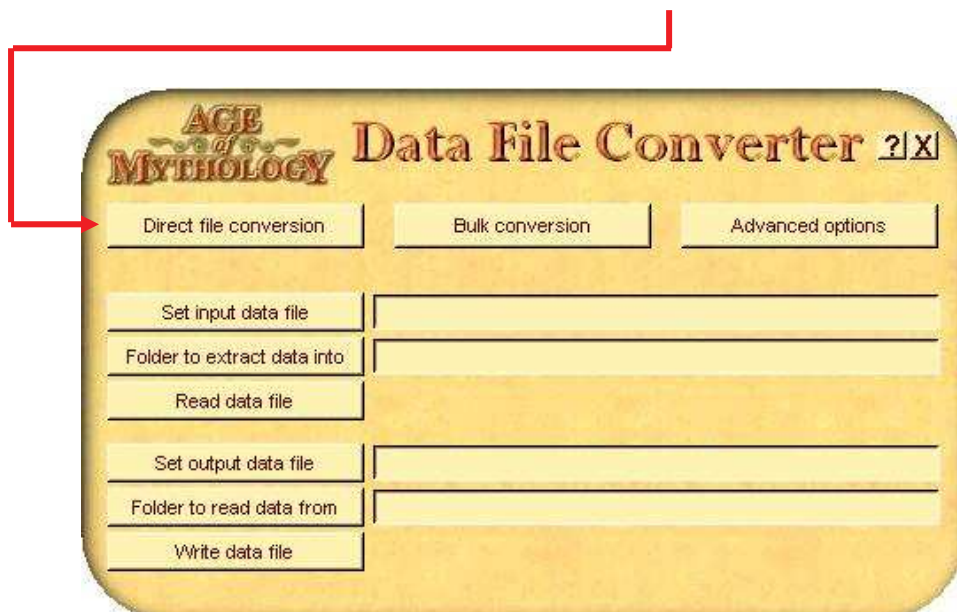 AGE
of
MYTHOLOGY
Data File Converter ? X
Direct file conversion Bulk conversion Advanced options
Set input data file
Folder to extract data into
Read data file
Set output data file
Folder to read data from
Write data file